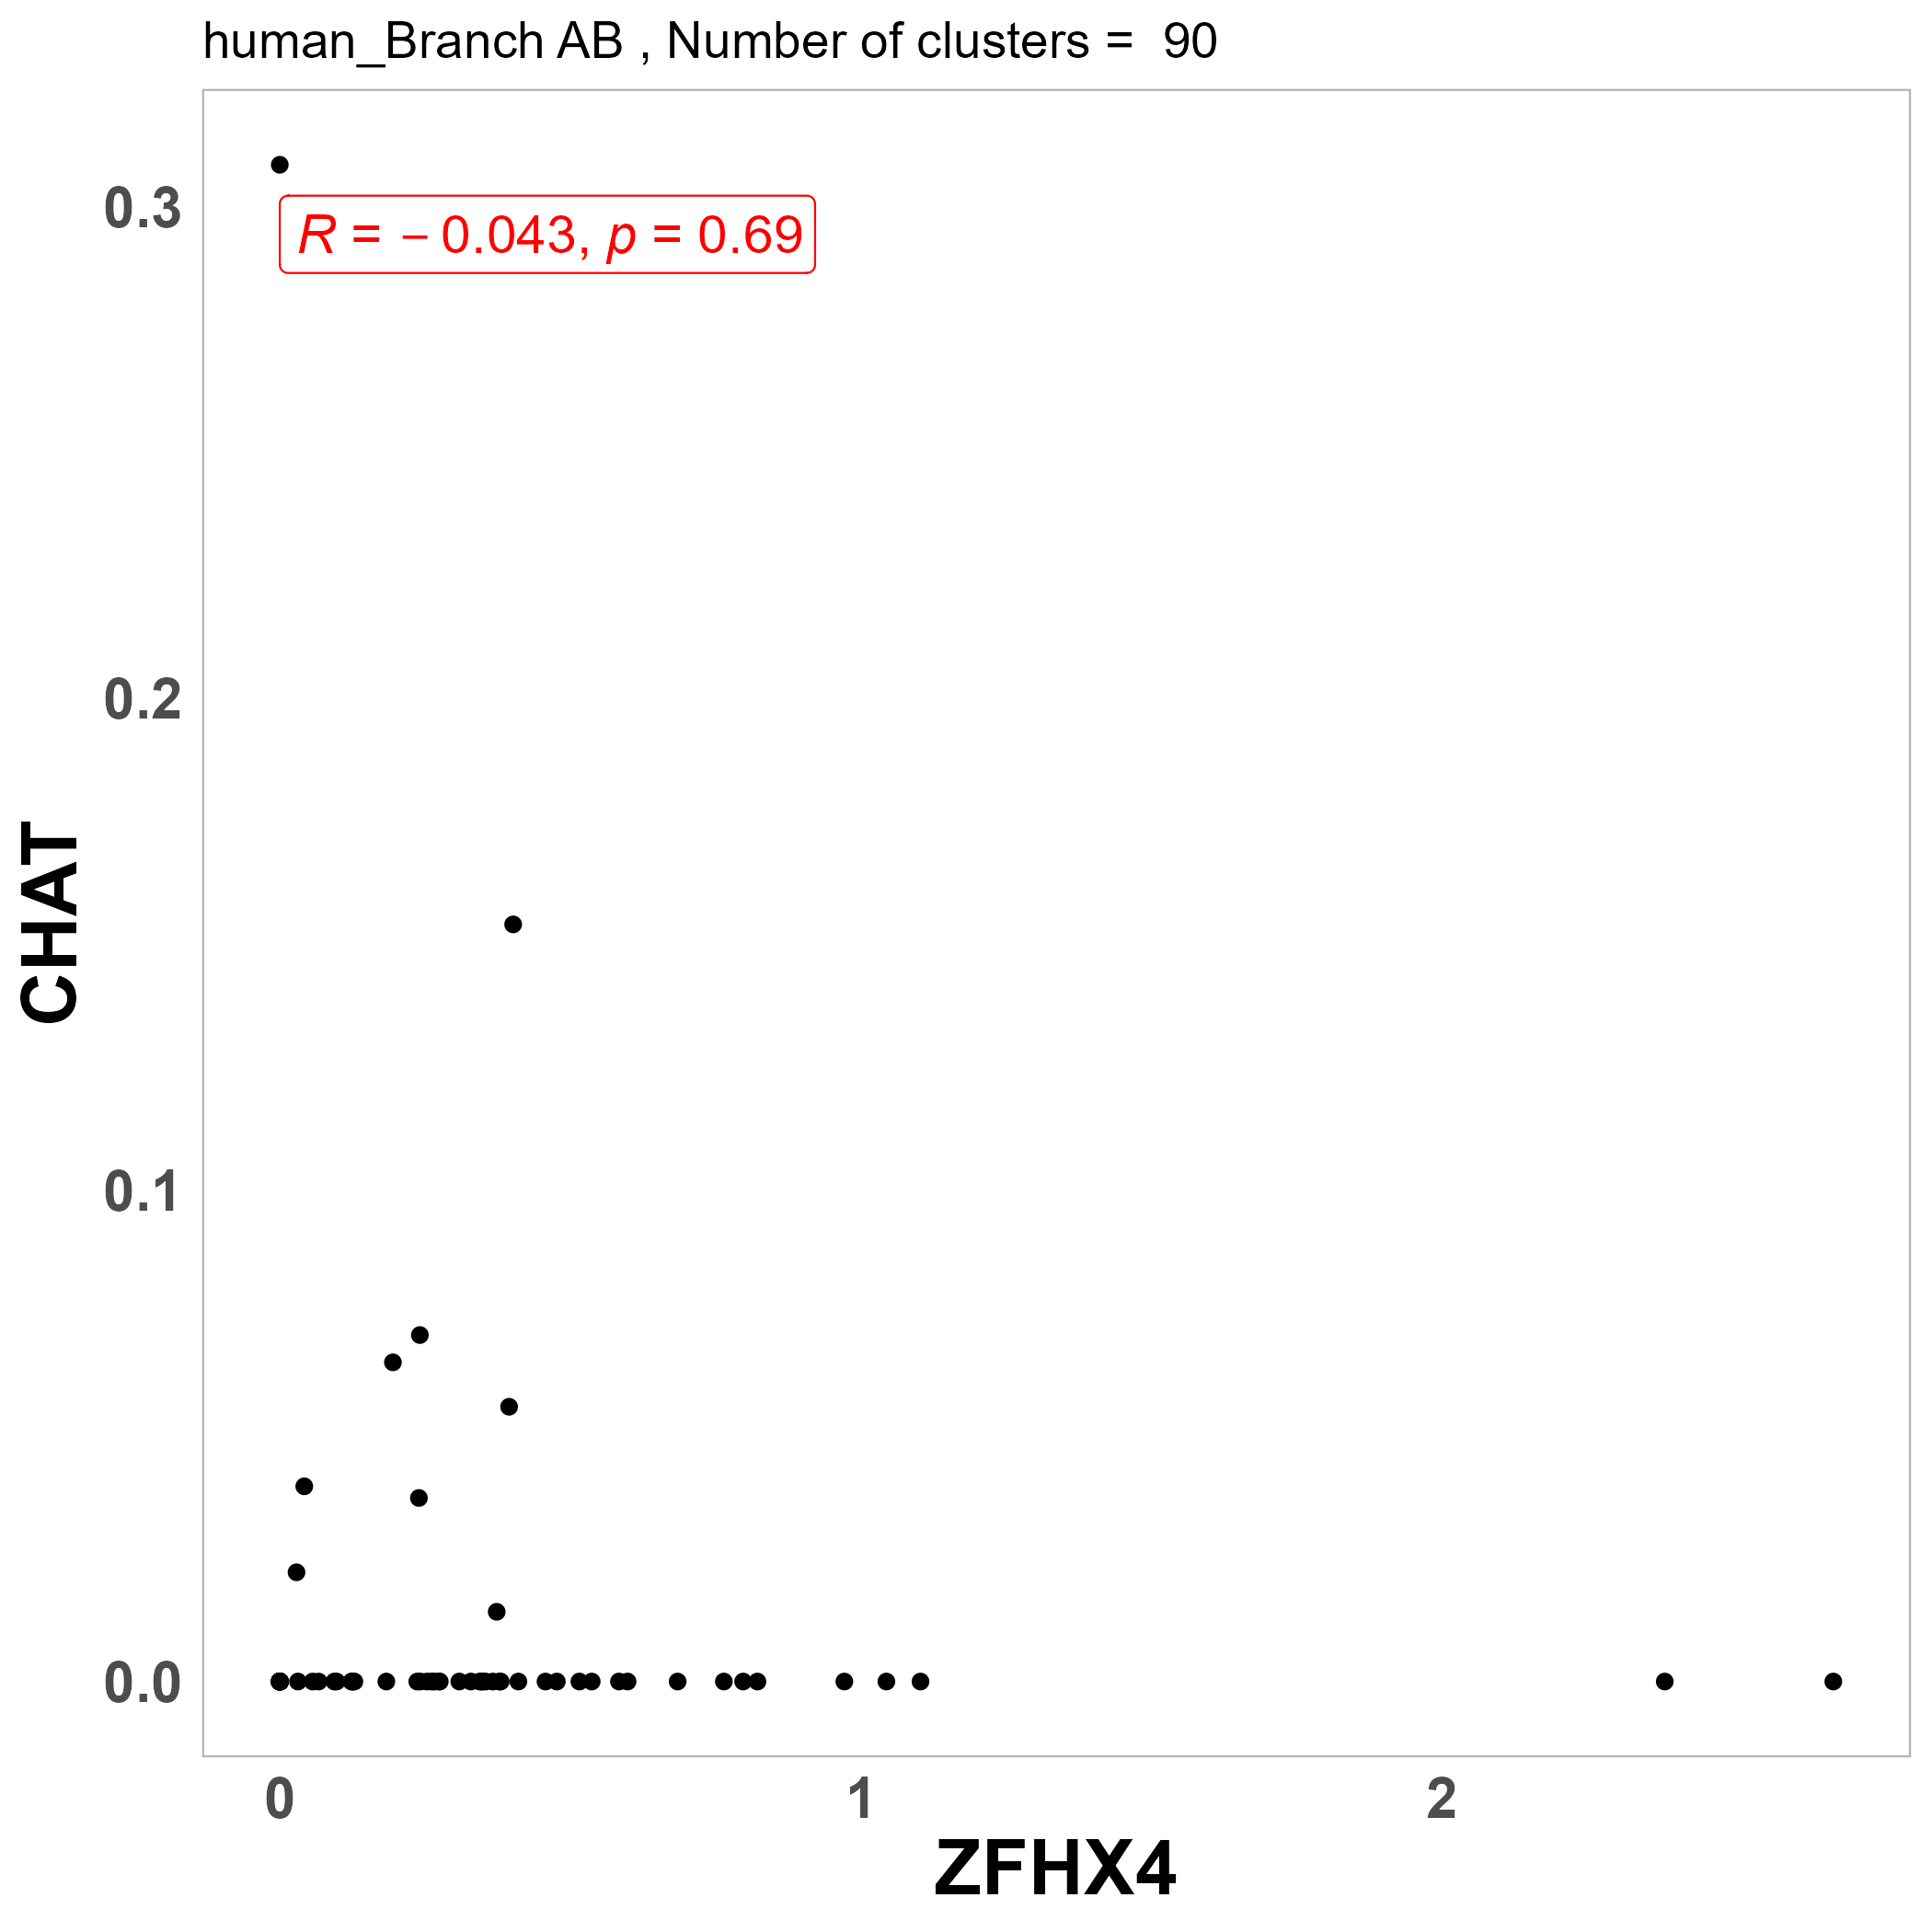 human_Branch AB , Number of clusters =  90
0.3
R = − 0.043, p = 0.69
0.2
CHAT
0.1
0.0
0 1 2
ZFHX4